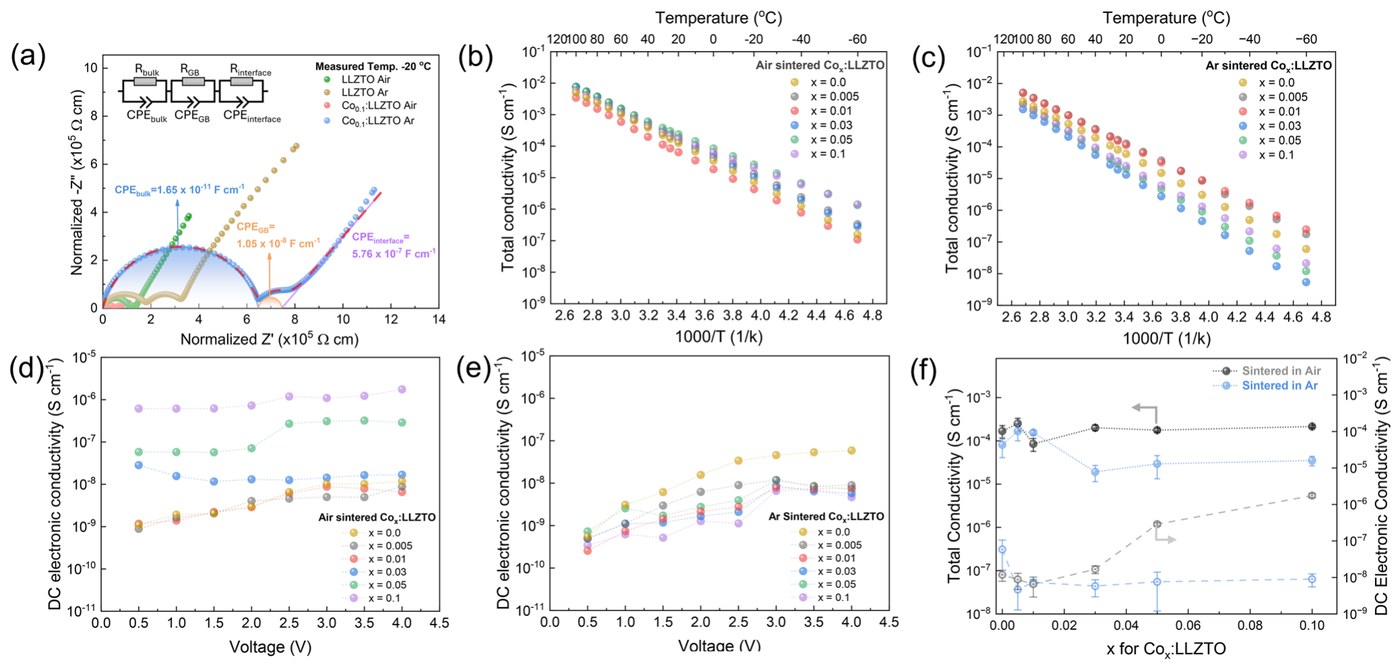 (a)
R_bulk R_GB R_interface
CPE_bulk CPE_GB CPE_interface
Measured Temp. -20 °C
LLZTO Air
LLZTO Ar
Co0.1:LLZTO Air
Co0.1:LLZTO Ar
CPE_bulk=1.65 x 10^-11 F cm^-1
CPE_GB=
1.05 x 10^-8 F cm^-1
CPE_interface=
5.76 x 10^-7 F cm^-1
Normalized -Z'' (x10^5 Ω cm)
10
8
6
4
2
0
0 2 4 6 8 10 12 14
Normalized Z' (x10^5 Ω cm)
(b)
Temperature (°C)
120 100 80 60 40 20 0 -20 -40 -60
Air sintered Cox:LLZTO
x = 0.0
x = 0.005
x = 0.01
x = 0.03
x = 0.05
x = 0.1
Total conductivity (S cm^-1)
10^-1
10^-2
10^-3
10^-4
10^-5
10^-6
10^-7
10^-8
10^-9
2.6 2.8 3.0 3.2 3.4 3.6 3.8 4.0 4.2 4.4 4.6 4.8
1000/T (1/k)
(c)
Temperature (°C)
120 100 80 60 40 20 0 -20 -40 -60
Ar sintered Cox:LLZTO
x = 0.0
x = 0.005
x = 0.01
x = 0.03
x = 0.05
x = 0.1
Total conductivity (S cm^-1)
10^-1
10^-2
10^-3
10^-4
10^-5
10^-6
10^-7
10^-8
10^-9
2.6 2.8 3.0 3.2 3.4 3.6 3.8 4.0 4.2 4.4 4.6 4.8
1000/T (1/k)
(d)
DC electronic conductivity (S cm^-1)
10^-5
10^-6
10^-7
10^-8
10^-9
10^-10
10^-11
Air sintered Cox:LLZTO
x = 0.0
x = 0.005
x = 0.01
x = 0.03
x = 0.05
x = 0.1
0.5 1.0 1.5 2.0 2.5 3.0 3.5 4.0 4.5
Voltage (V)
(e)
DC electronic conductivity (S cm^-1)
10^-5
10^-6
10^-7
10^-8
10^-9
10^-10
10^-11
Ar Sintered Cox:LLZTO
x = 0.0
x = 0.005
x = 0.01
x = 0.03
x = 0.05
x = 0.1
0.0 0.5 1.0 1.5 2.0 2.5 3.0 3.5 4.0 4.5
Voltage (V)
(f)
Sintered in Air
Sintered in Ar
Total Conductivity (S cm^-1)
10^-3
10^-4
10^-5
10^-6
10^-7
10^-8
DC Electronic Conductivity (S cm^-1)
10^-2
10^-3
10^-4
10^-5
10^-6
10^-7
10^-8
10^-9
0.00 0.02 0.04 0.06 0.08 0.10
x for Cox:LLZTO